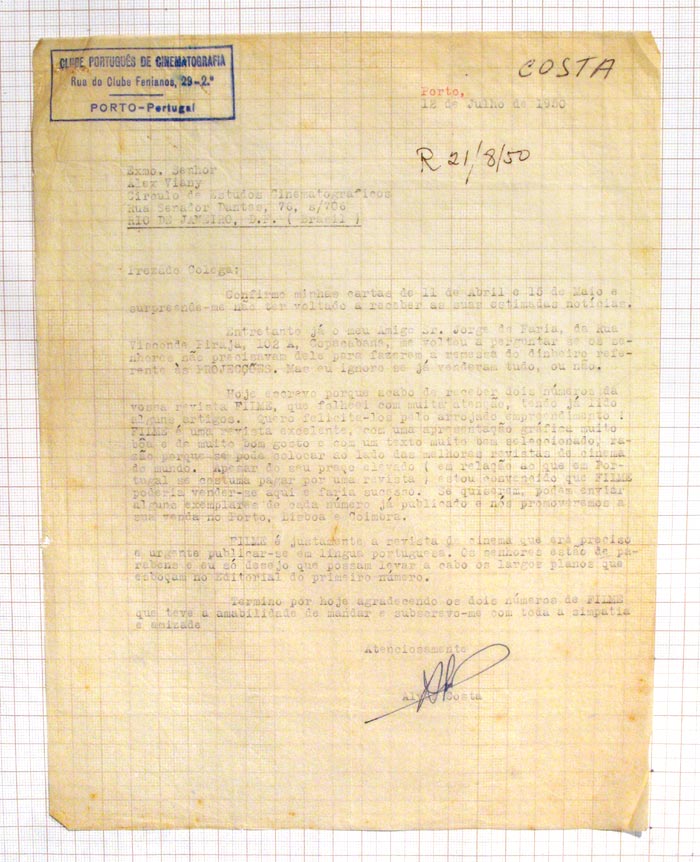 CLUBE PORTUGUÊS DE CINEMATOGRAFIA
Rua do Clube Fenianos, 29-2.º
PORTO-Portugal
COSTA
Porto,
12 de Julho de 1950
R 21/8/50
Exmo. Senhor
Alex Viany
Circulo de Estudos Cinematograficos
Rua Senador Dantas, 76, s/706
RIO DE JANEIRO, D.F. ( Brasil )
Prezado Colega:
Confirmo minhas cartas de 11 de Abril e 15 de Maio e
surpreende-me não ter voltado a receber as suas estimadas notícias.
Entretanto já o meu Amigo Sr. Jorge de Faria, da Rua
Visconde Piraja, 102 A, Copacabana, me voltou a perguntar se os se-
nhores não precisavam dele para fazerem a remessa do dinheiro refe-
rente às PROJECÇÕES. Mas eu ignoro se já venderam tudo, ou não.
Hoje escrevo porque acabo de receber dois números da
vossa revista FILME, que folheei com muita atenção, tendo já lido
alguns artigos. Quero felicitá-los pelo arrojado empreendimento !
FILME é uma revista excelente, com uma apresentação gráfica muito
bôa e de muito bom gosto e com um texto muito bem seleccionado, ra-
zão porque se pode colocar ao lado das melhores revistas de cinema
do mundo. Apesar do seu preço elevado ( em relação ao que em Por-
tugal se costuma pagar por uma revista ) estou convencido que FILME
poderia vender-se aqui e faria sucesso. Se quiserem, podem enviar
alguns exemplares de cada número já publicado e nós promoveremos a
sua venda no Porto, Lisboa e Coimbra.
FILME é justamente a revista de cinema que era preciso
e urgente publicar-se em lingua portuguesa. Os senhores estão de pa-
rabens e eu só desejo que possam levar a cabo os largos planos que
esboçam no Editorial do primeiro número.
Termino por hoje agradecendo os dois números de FILME
que teve a amabilidade de mandar e subscrevo-me com toda a simpatia
e amizade
Atenciosamente
Costa